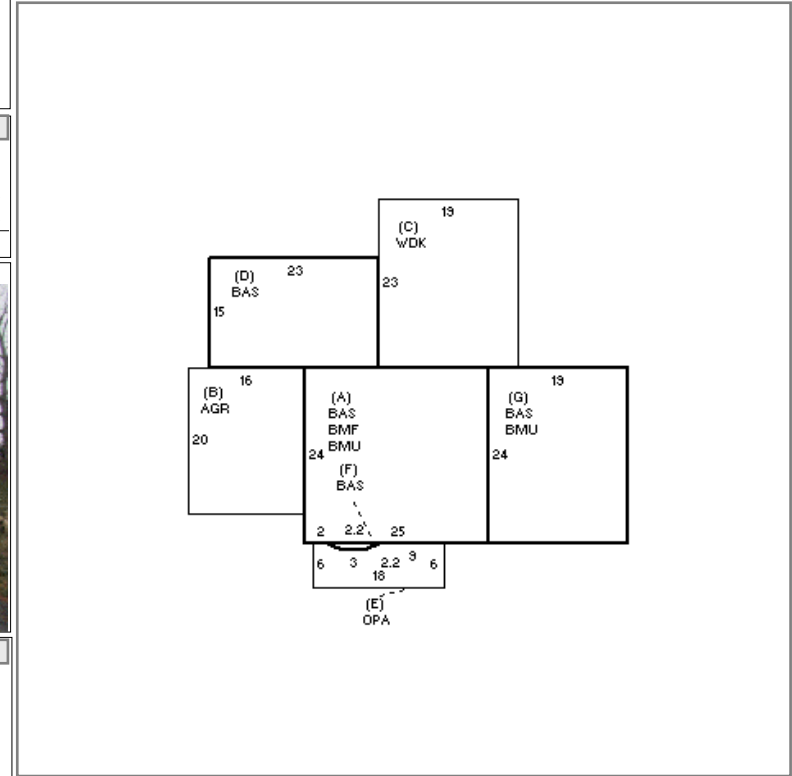 19
(C)
WDK
23
(D)
BAS
23
15
16
(B)
AGR
20
(A)
BAS
BMF
BMU
24
(F)
BAS
2 2.2 25
19
(G)
BAS
BMU
24
6 3 2.2 9 6
18
(E)
OPA